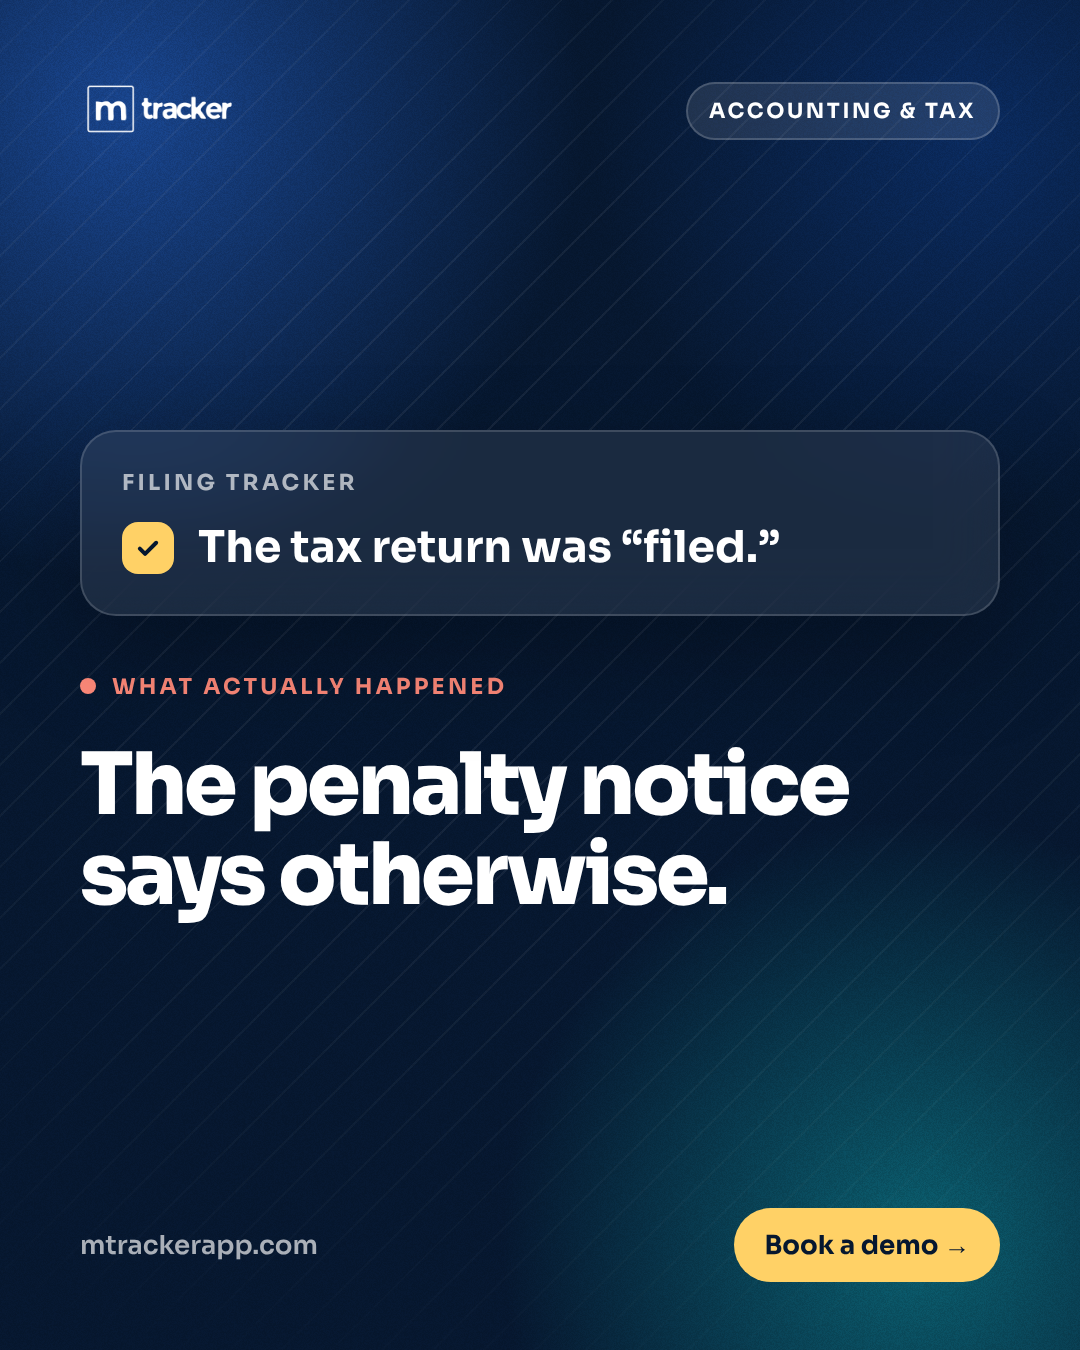 m tracker
ACCOUNTING & TAX
FILING TRACKER
The tax return was “filed.”
WHAT ACTUALLY HAPPENED
The penalty notice
says otherwise.
mtrackerapp.com
Book a demo →